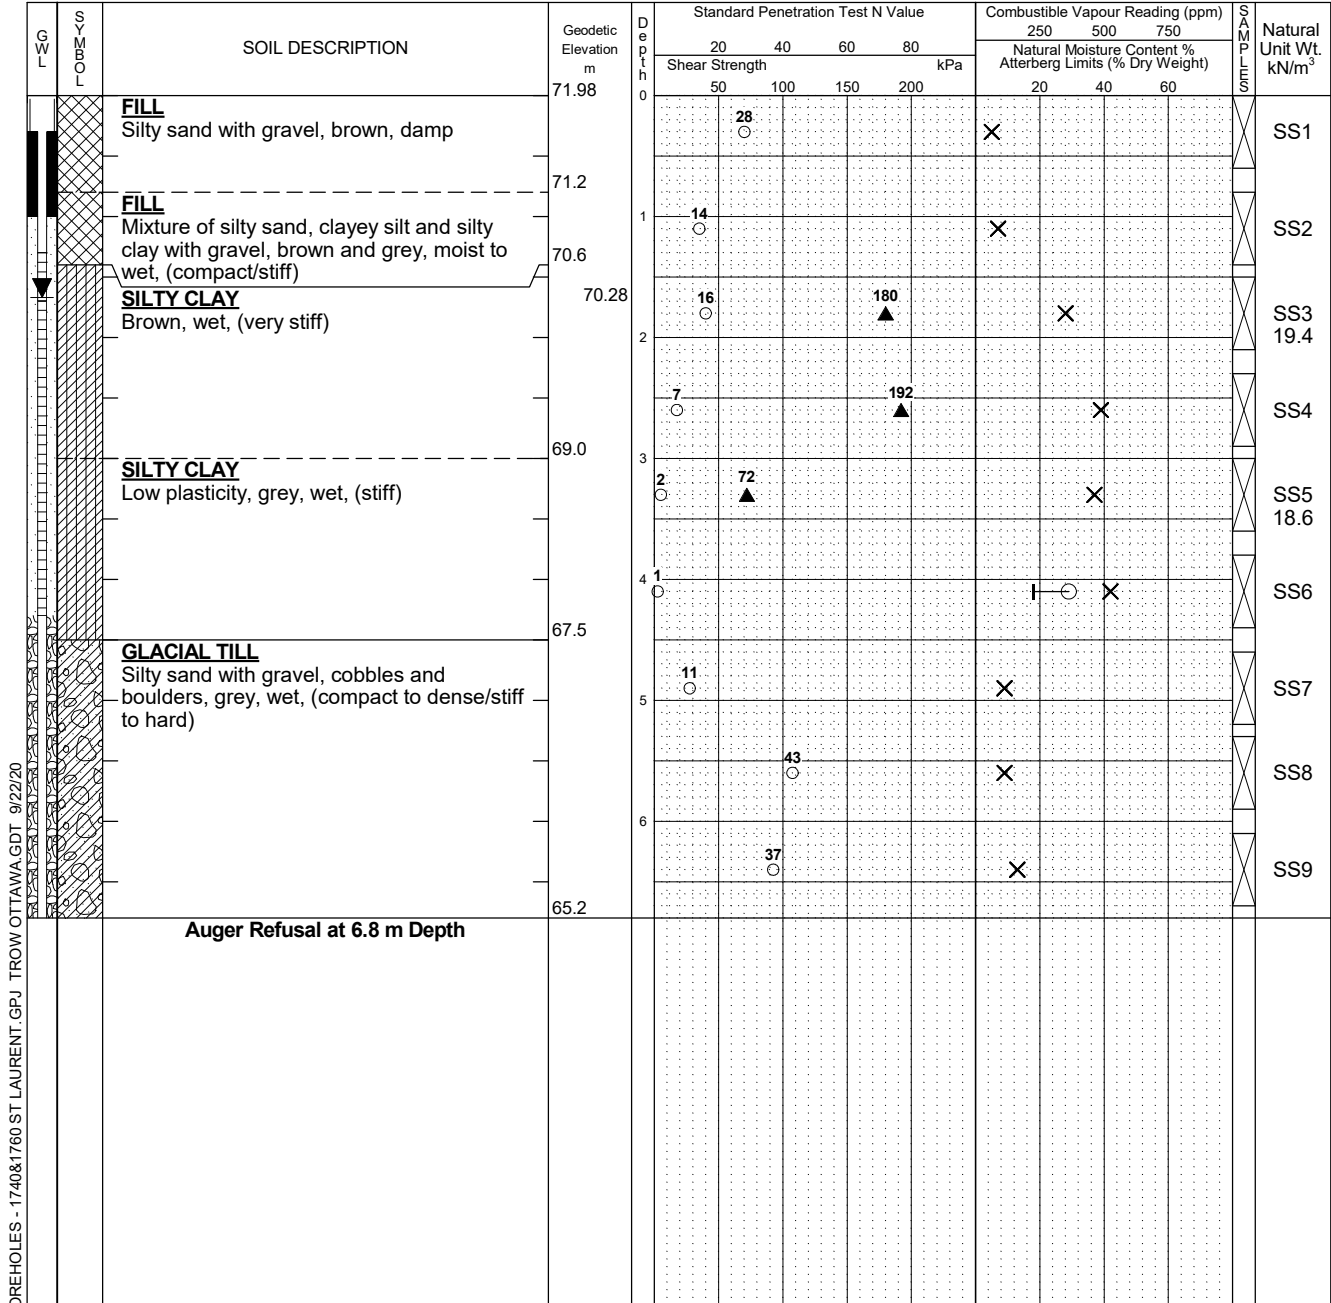 GWL
SYMBOL
SOIL DESCRIPTION
Geodetic
Elevation
m
Depth
Standard Penetration Test N Value
20 40 60 80
Shear Strength kPa
50 100 150 200
Combustible Vapour Reading (ppm)
250 500 750
Natural Moisture Content %
Atterberg Limits (% Dry Weight)
20 40 60
SAMPLES
Natural
Unit Wt.
kN/m³
71.98
0
FILL
Silty sand with gravel, brown, damp
28
SS1
71.2
FILL
Mixture of silty sand, clayey silt and silty
clay with gravel, brown and grey, moist to
wet, (compact/stiff)
1
14
SS2
70.6
70.28
SILTY CLAY
Brown, wet, (very stiff)
16
180
SS3
19.4
2
7
192
SS4
69.0
3
SILTY CLAY
Low plasticity, grey, wet, (stiff)
2
72
SS5
18.6
4
1
SS6
67.5
GLACIAL TILL
Silty sand with gravel, cobbles and
boulders, grey, wet, (compact to dense/stiff
to hard)
11
SS7
5
43
SS8
6
37
SS9
65.2
Auger Refusal at 6.8 m Depth
OREHOLES - 1740&1760 ST LAURENT.GPJ TROW OTTAWA.GDT 9/22/20